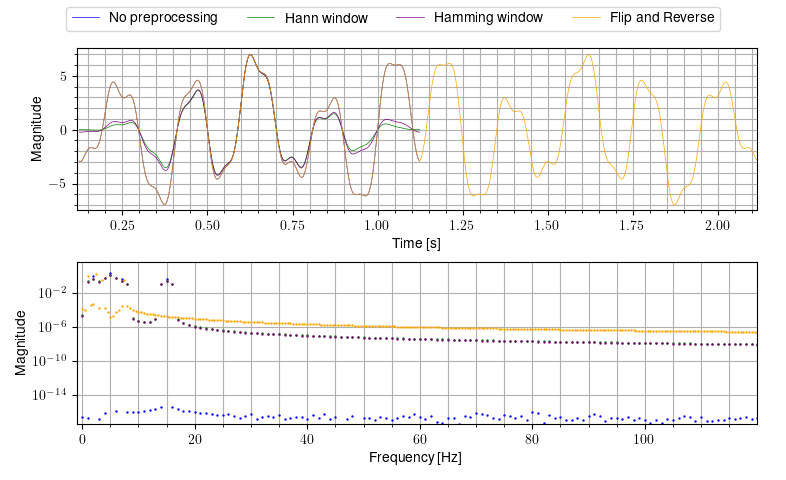 No preprocessing Hann window Hamming window Flip and Reverse
5
0
−5
Magnitude
0.25 0.50 0.75 1.00 1.25 1.50 1.75 2.00
Time [s]
10⁻²
10⁻⁶
10⁻¹⁰
10⁻¹⁴
Magnitude
0 20 40 60 80 100
Frequency [Hz]